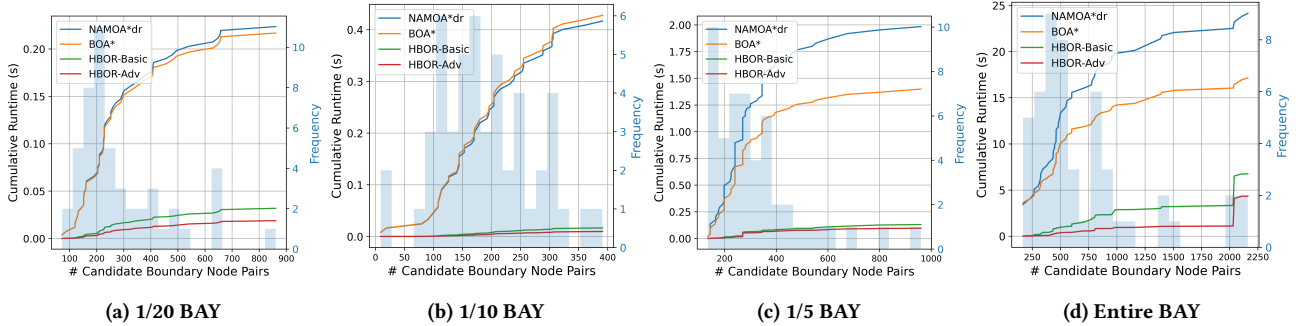 Cumulative Runtime (s)
0.20
0.15
0.10
0.05
0.00
NAMOA*dr
BOA*
HBOR-Basic
HBOR-Adv
10
8
6
4
2
0
Frequency
100 200 300 400 500 600 700 800 900
# Candidate Boundary Node Pairs
(a) 1/20 BAY
Cumulative Runtime (s)
0.4
0.3
0.2
0.1
0.0
NAMOA*dr
BOA*
HBOR-Basic
HBOR-Adv
6
5
4
3
2
1
0
Frequency
0 50 100 150 200 250 300 350 400
# Candidate Boundary Node Pairs
(b) 1/10 BAY
Cumulative Runtime (s)
2.00
1.75
1.50
1.25
1.00
0.75
0.50
0.25
0.00
NAMOA*dr
BOA*
HBOR-Basic
HBOR-Adv
10
8
6
4
2
0
Frequency
200 400 600 800 1000
# Candidate Boundary Node Pairs
(c) 1/5 BAY
Cumulative Runtime (s)
25
20
15
10
5
0
NAMOA*dr
BOA*
HBOR-Basic
HBOR-Adv
8
6
4
2
0
Frequency
250 500 750 1000 1250 1500 1750 2000 2250
# Candidate Boundary Node Pairs
(d) Entire BAY